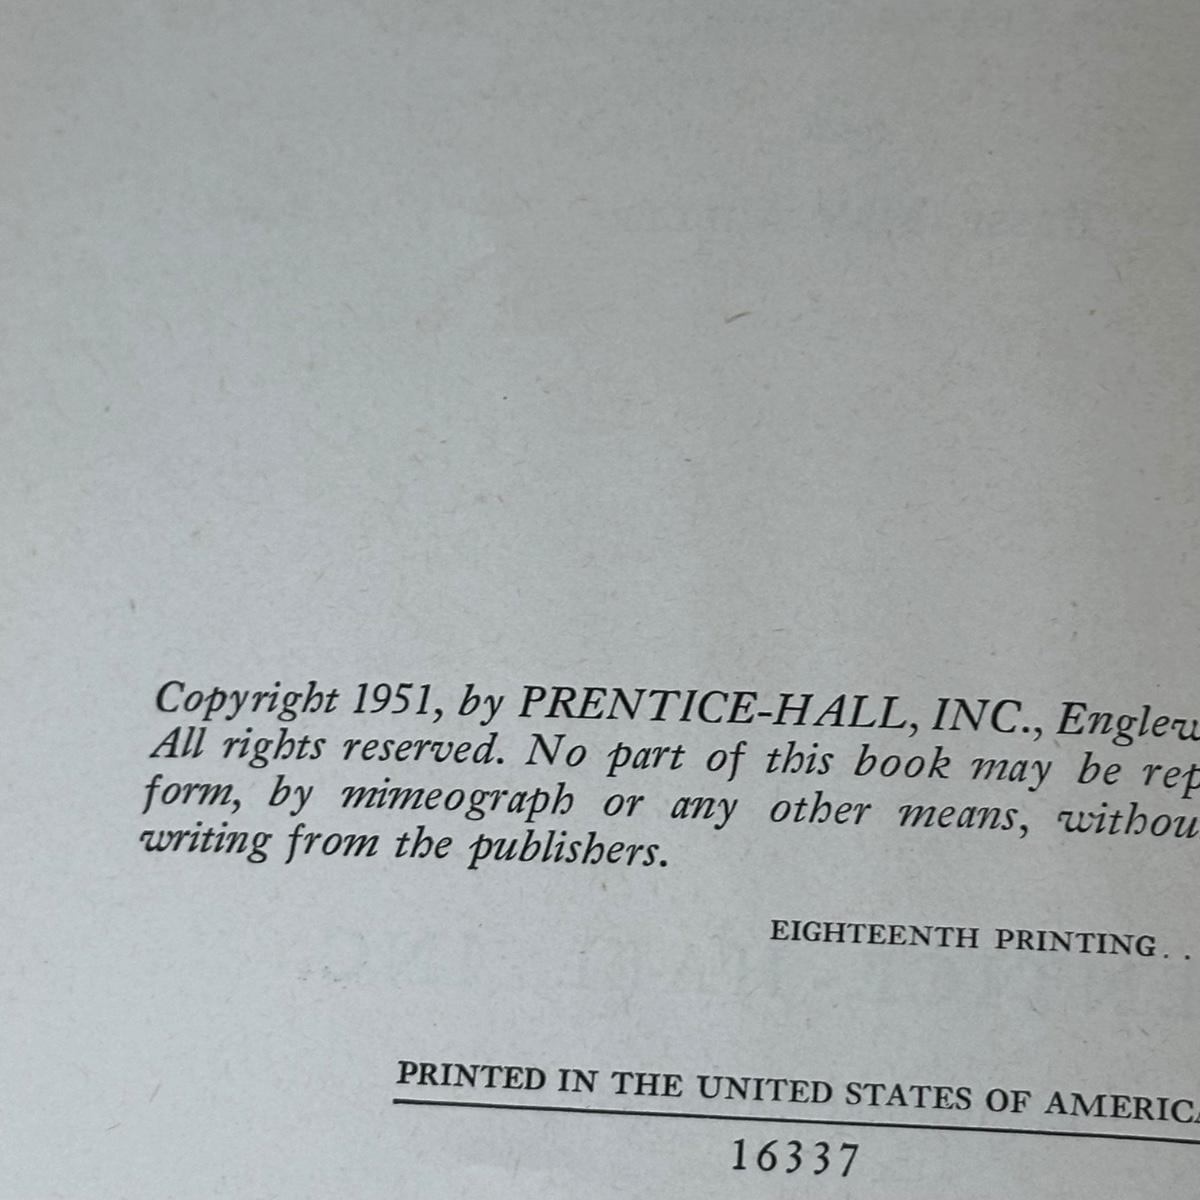 Copyright 1951, by PRENTICE-HALL, INC., Englew
All rights reserved. No part of this book may be rep
form, by mimeograph or any other means, withou
writing from the publishers.
EIGHTEENTH PRINTING . .
PRINTED IN THE UNITED STATES OF AMERICA
16337